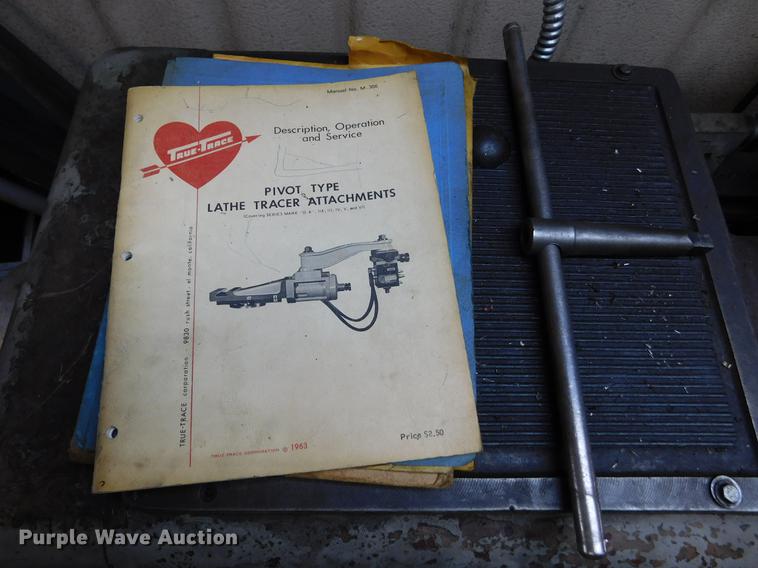 Manual No. M-306
TRUE-TRACE
Description, Operation
and Service
PIVOT TYPE
LATHE TRACER ATTACHMENTS
TRUE-TRACE corporation 9830 rush street el monte, california
Price $2.50
TRUE-TRACE CORPORATION © 1963
Purple Wave Auction